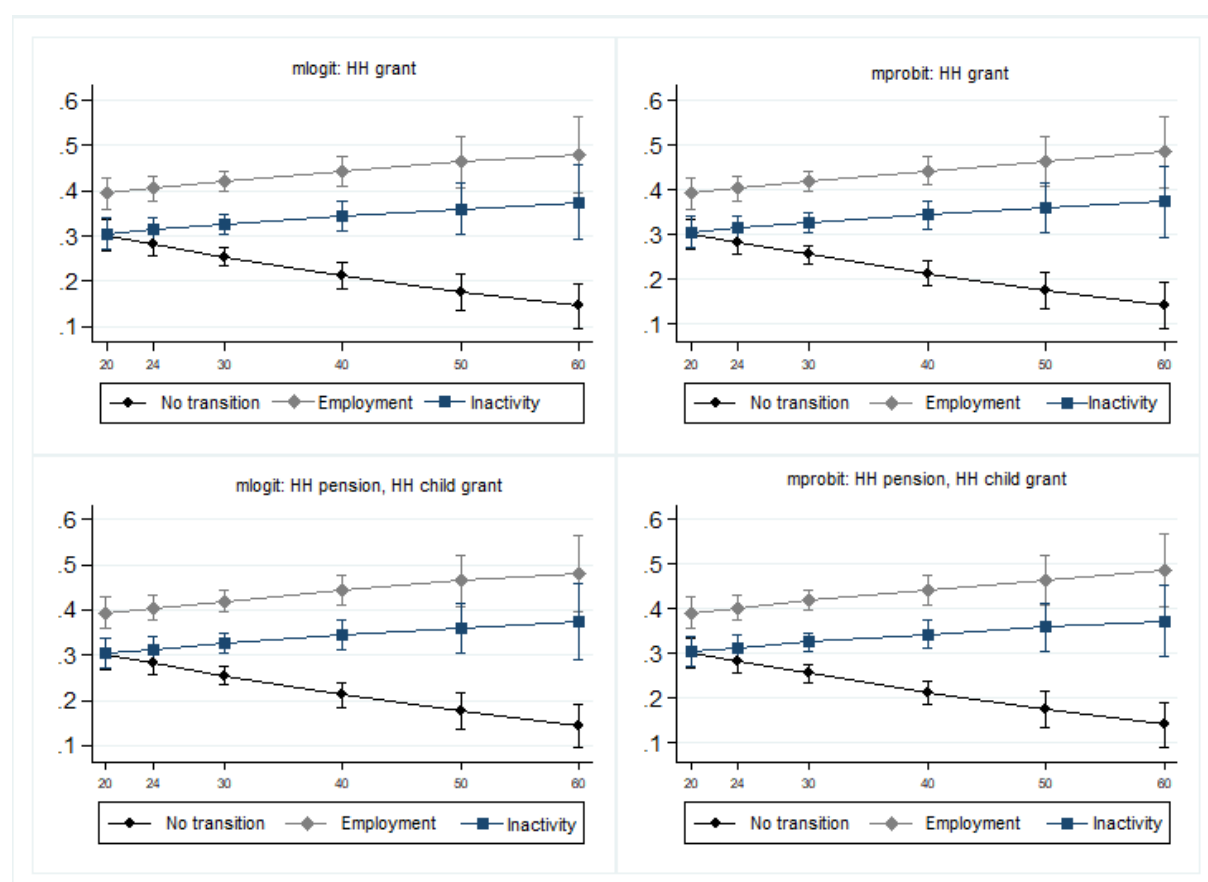 mlogit: HH grant
.6
.5
.4
.3
.2
.1
20 24 30 40 50 60
No transition Employment Inactivity
mprobit: HH grant
.6
.5
.4
.3
.2
.1
20 24 30 40 50 60
No transition Employment Inactivity
mlogit: HH pension, HH child grant
.6
.5
.4
.3
.2
.1
20 24 30 40 50 60
No transition Employment Inactivity
mprobit: HH pension, HH child grant
.6
.5
.4
.3
.2
.1
20 24 30 40 50 60
No transition Employment Inactivity